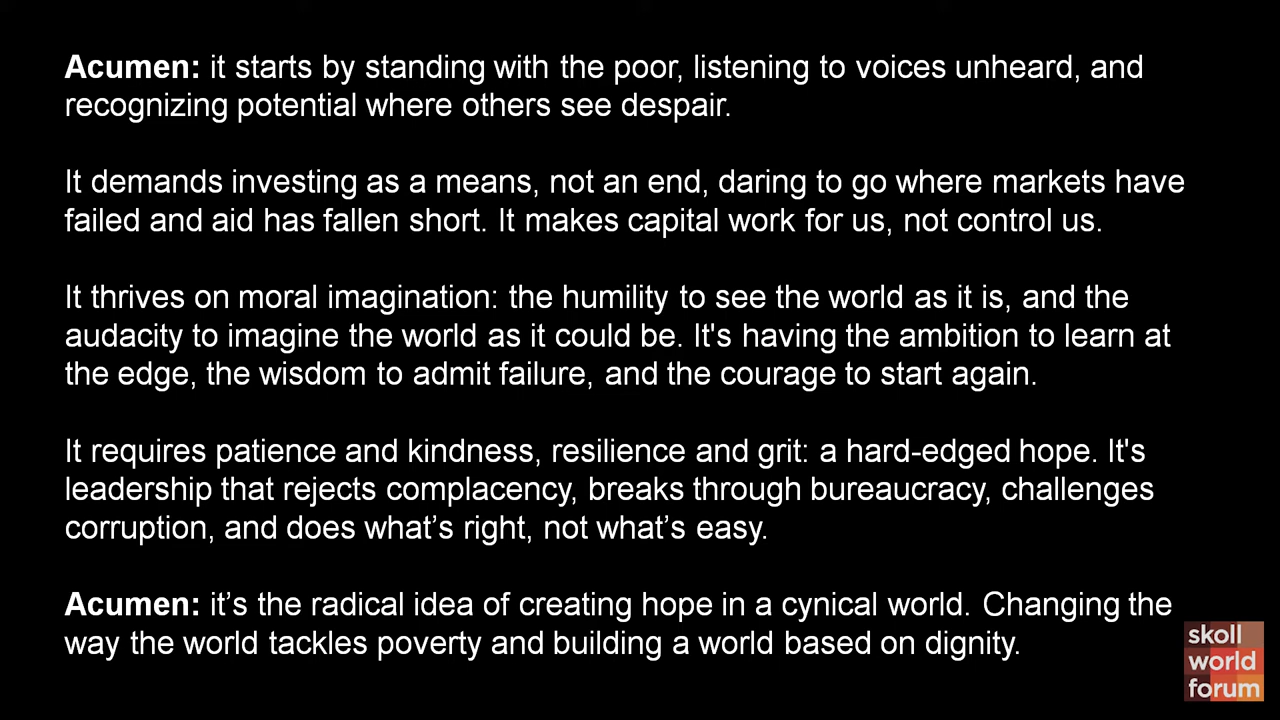 Acumen: it starts by standing with the poor, listening to voices unheard, and
recognizing potential where others see despair.
It demands investing as a means, not an end, daring to go where markets have
failed and aid has fallen short. It makes capital work for us, not control us.
It thrives on moral imagination: the humility to see the world as it is, and the
audacity to imagine the world as it could be. It's having the ambition to learn at
the edge, the wisdom to admit failure, and the courage to start again.
It requires patience and kindness, resilience and grit: a hard-edged hope. It's
leadership that rejects complacency, breaks through bureaucracy, challenges
corruption, and does what’s right, not what’s easy.
Acumen: it’s the radical idea of creating hope in a cynical world. Changing the
way the world tackles poverty and building a world based on dignity.
skoll
world
forum